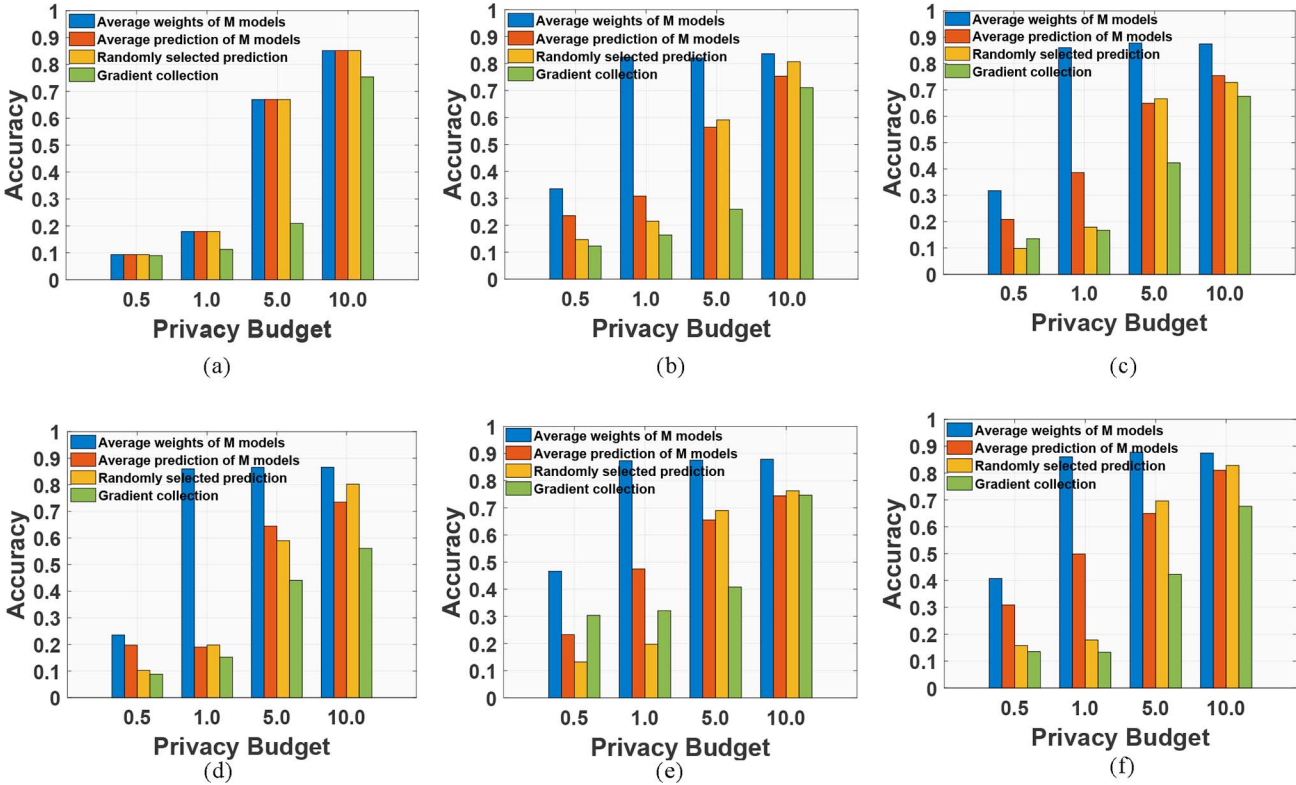 Average weights of M models
Average prediction of M models
Randomly selected prediction
Gradient collection
1
0.9
0.8
0.7
0.6
0.5
0.4
0.3
0.2
0.1
0
Accuracy
0.5 1.0 5.0 10.0
Privacy Budget
(a)
Average weights of M models
Average prediction of M models
Randomly selected prediction
Gradient collection
1
0.9
0.8
0.7
0.6
0.5
0.4
0.3
0.2
0.1
0
Accuracy
0.5 1.0 5.0 10.0
Privacy Budget
(b)
Average weights of M models
Average prediction of M models
Randomly selected prediction
Gradient collection
1
0.9
0.8
0.7
0.6
0.5
0.4
0.3
0.2
0.1
0
Accuracy
0.5 1.0 5.0 10.0
Privacy Budget
(c)
Average weights of M models
Average prediction of M models
Randomly selected prediction
Gradient collection
1
0.9
0.8
0.7
0.6
0.5
0.4
0.3
0.2
0.1
0
Accuracy
0.5 1.0 5.0 10.0
Privacy Budget
(d)
Average weights of M models
Average prediction of M models
Randomly selected prediction
Gradient collection
1
0.9
0.8
0.7
0.6
0.5
0.4
0.3
0.2
0.1
0
Accuracy
0.5 1.0 5.0 10.0
Privacy Budget
(e)
Average weights of M models
Average prediction of M models
Randomly selected prediction
Gradient collection
1
0.9
0.8
0.7
0.6
0.5
0.4
0.3
0.2
0.1
0
Accuracy
0.5 1.0 5.0 10.0
Privacy Budget
(f)